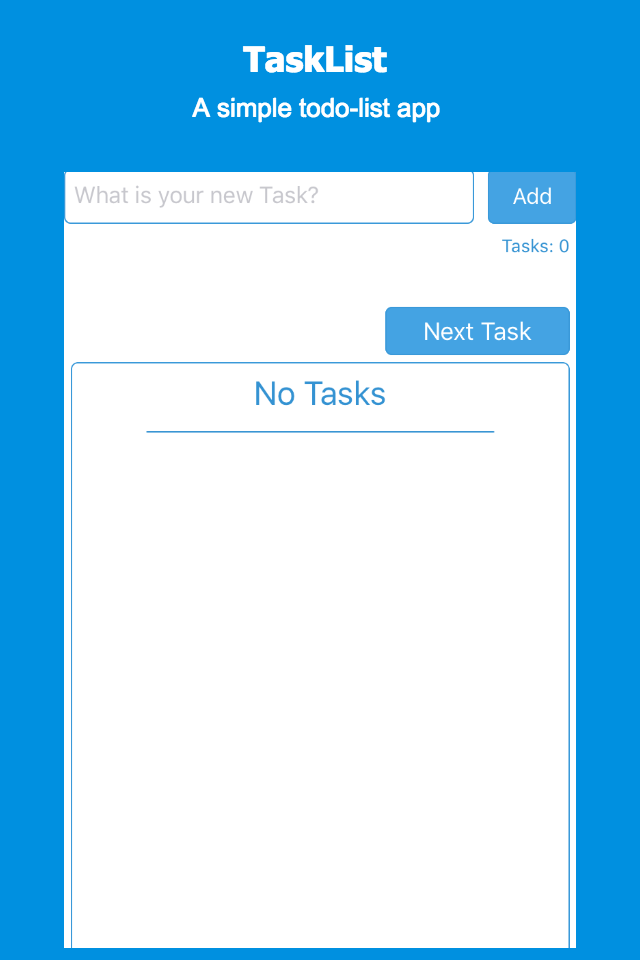 TaskList
A simple todo-list app
What is your new Task?
Add
Tasks: 0
Next Task
No Tasks